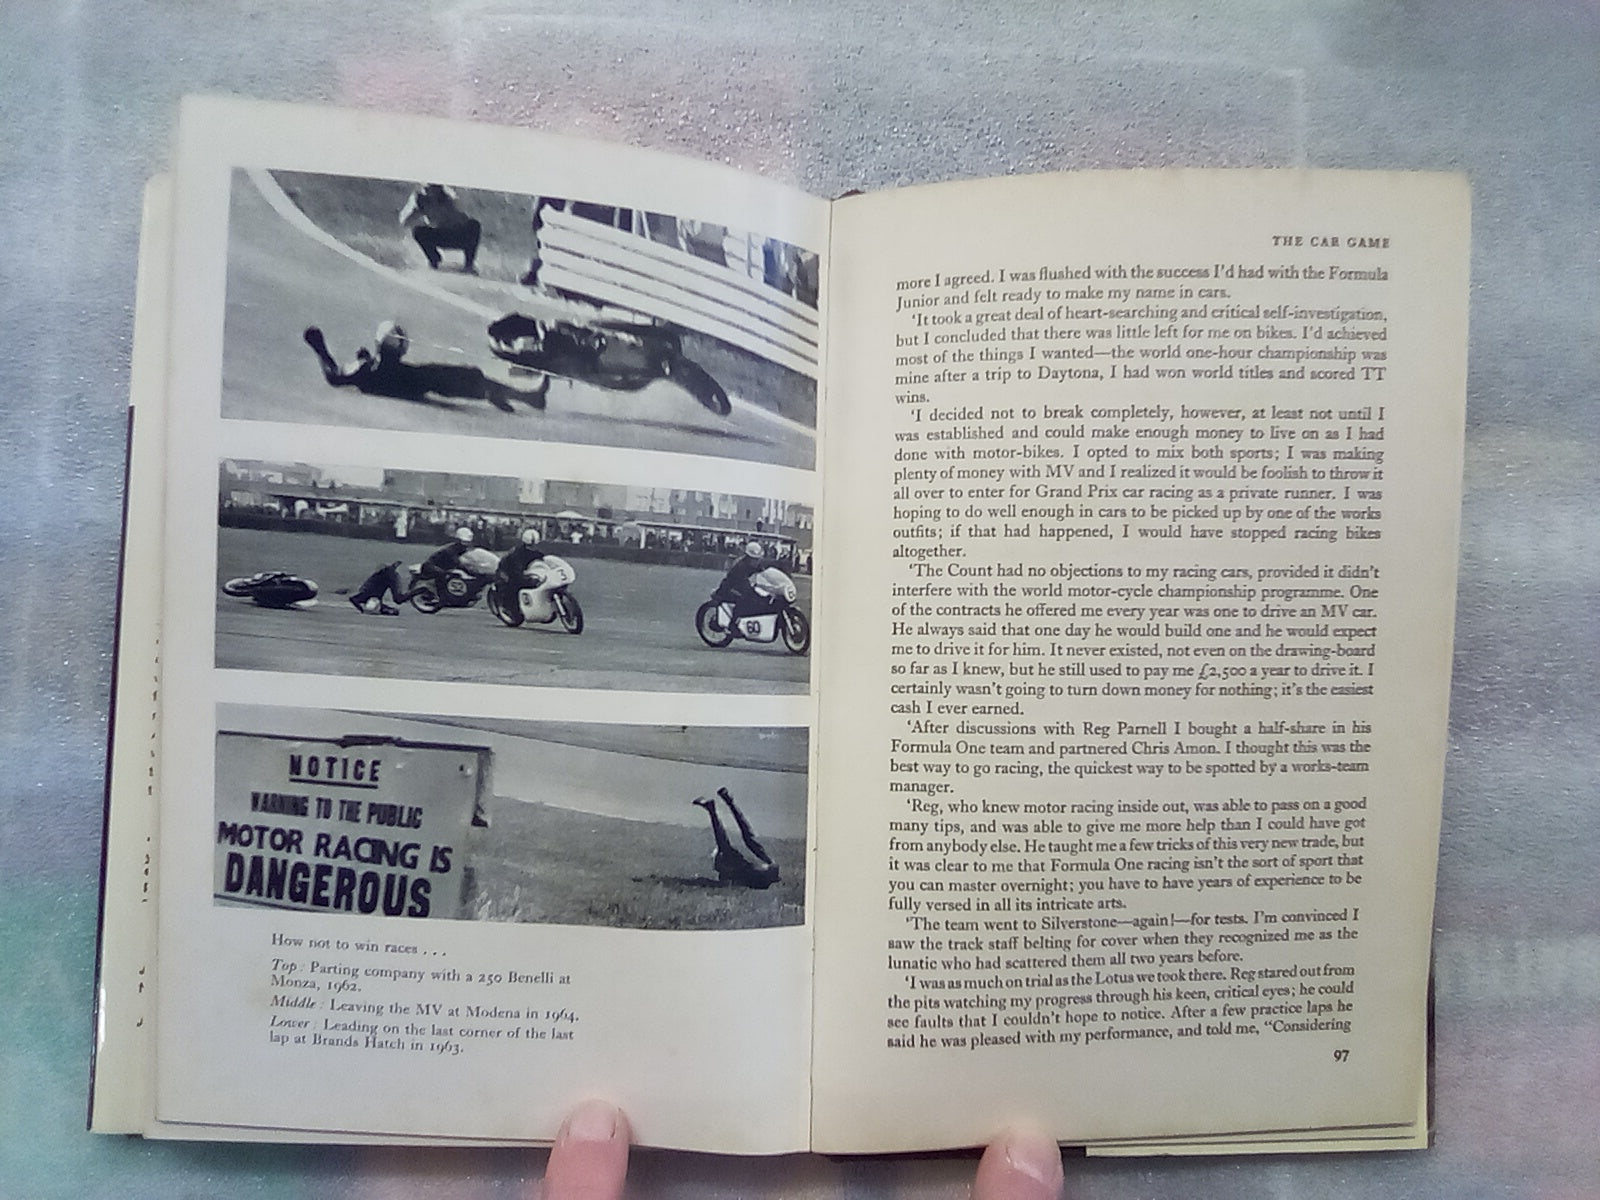 NOTICE
WARNING TO THE PUBLIC
MOTOR RACING IS
DANGEROUS
3
60
How not to win races . . .
Top : Parting company with a 250 Benelli at
Monza, 1962.
Middle : Leaving the MV at Modena in 1964.
Lower : Leading on the last corner of the last
lap at Brands Hatch in 1963.
THE CAR GAME
more I agreed. I was flushed with the success I'd had with the Formula
Junior and felt ready to make my name in cars.
'It took a great deal of heart-searching and critical self-investigation,
but I concluded that there was little left for me on bikes. I'd achieved
most of the things I wanted—the world one-hour championship was
mine after a trip to Daytona, I had won world titles and scored TT
wins.
'I decided not to break completely, however, at least not until I
was established and could make enough money to live on as I had
done with motor-bikes. I opted to mix both sports; I was making
plenty of money with MV and I realized it would be foolish to throw it
all over to enter for Grand Prix car racing as a private runner. I was
hoping to do well enough in cars to be picked up by one of the works
outfits; if that had happened, I would have stopped racing bikes
altogether.
'The Count had no objections to my racing cars, provided it didn't
interfere with the world motor-cycle championship programme. One
of the contracts he offered me every year was one to drive an MV car.
He always said that one day he would build one and he would expect
me to drive it for him. It never existed, not even on the drawing-board
so far as I knew, but he still used to pay me £2,500 a year to drive it. I
certainly wasn't going to turn down money for nothing; it's the easiest
cash I ever earned.
'After discussions with Reg Parnell I bought a half-share in his
Formula One team and partnered Chris Amon. I thought this was the
best way to go racing, the quickest way to be spotted by a works-team
manager.
'Reg, who knew motor racing inside out, was able to pass on a good
many tips, and was able to give me more help than I could have got
from anybody else. He taught me a few tricks of this very new trade, but
it was clear to me that Formula One racing isn't the sort of sport that
you can master overnight; you have to have years of experience to be
fully versed in all its intricate arts.
'The team went to Silverstone—again!—for tests. I'm convinced I
saw the track staff belting for cover when they recognized me as the
lunatic who had scattered them all two years before.
'I was as much on trial as the Lotus we took there. Reg stared out from
the pits watching my progress through his keen, critical eyes; he could
see faults that I couldn't hope to notice. After a few practice laps he
said he was pleased with my performance, and told me, "Considering
97